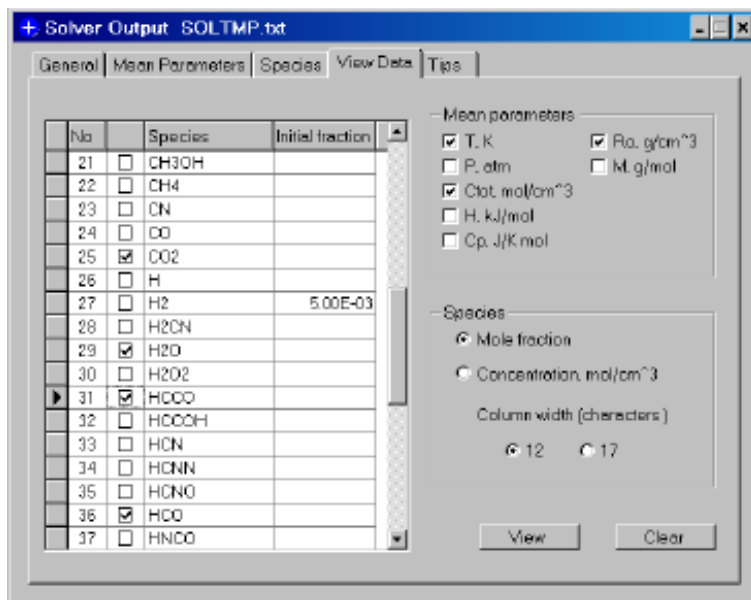 Solver Output SOLTMP.txt
General Mean Parameters Species View Data Tips
No Species Initial fraction
21 CH3OH
22 CH4
23 CN
24 CO
25 CO2
26 H
27 H2 5.00E-03
28 H2CN
29 H2O
30 H2O2
31 HCCO
32 HCCOH
33 HCN
34 HCNN
35 HCNO
36 HCO
37 HNCO
Mean parameters
T. K Ro. g/cm^3
P. atm M. g/mol
Ctot. mol/cm^3
H. kJ/mol
Cp. J/K mol
Species
Mole fraction
Concentration. mol/cm^3
Column width (characters )
12 17
View Clear